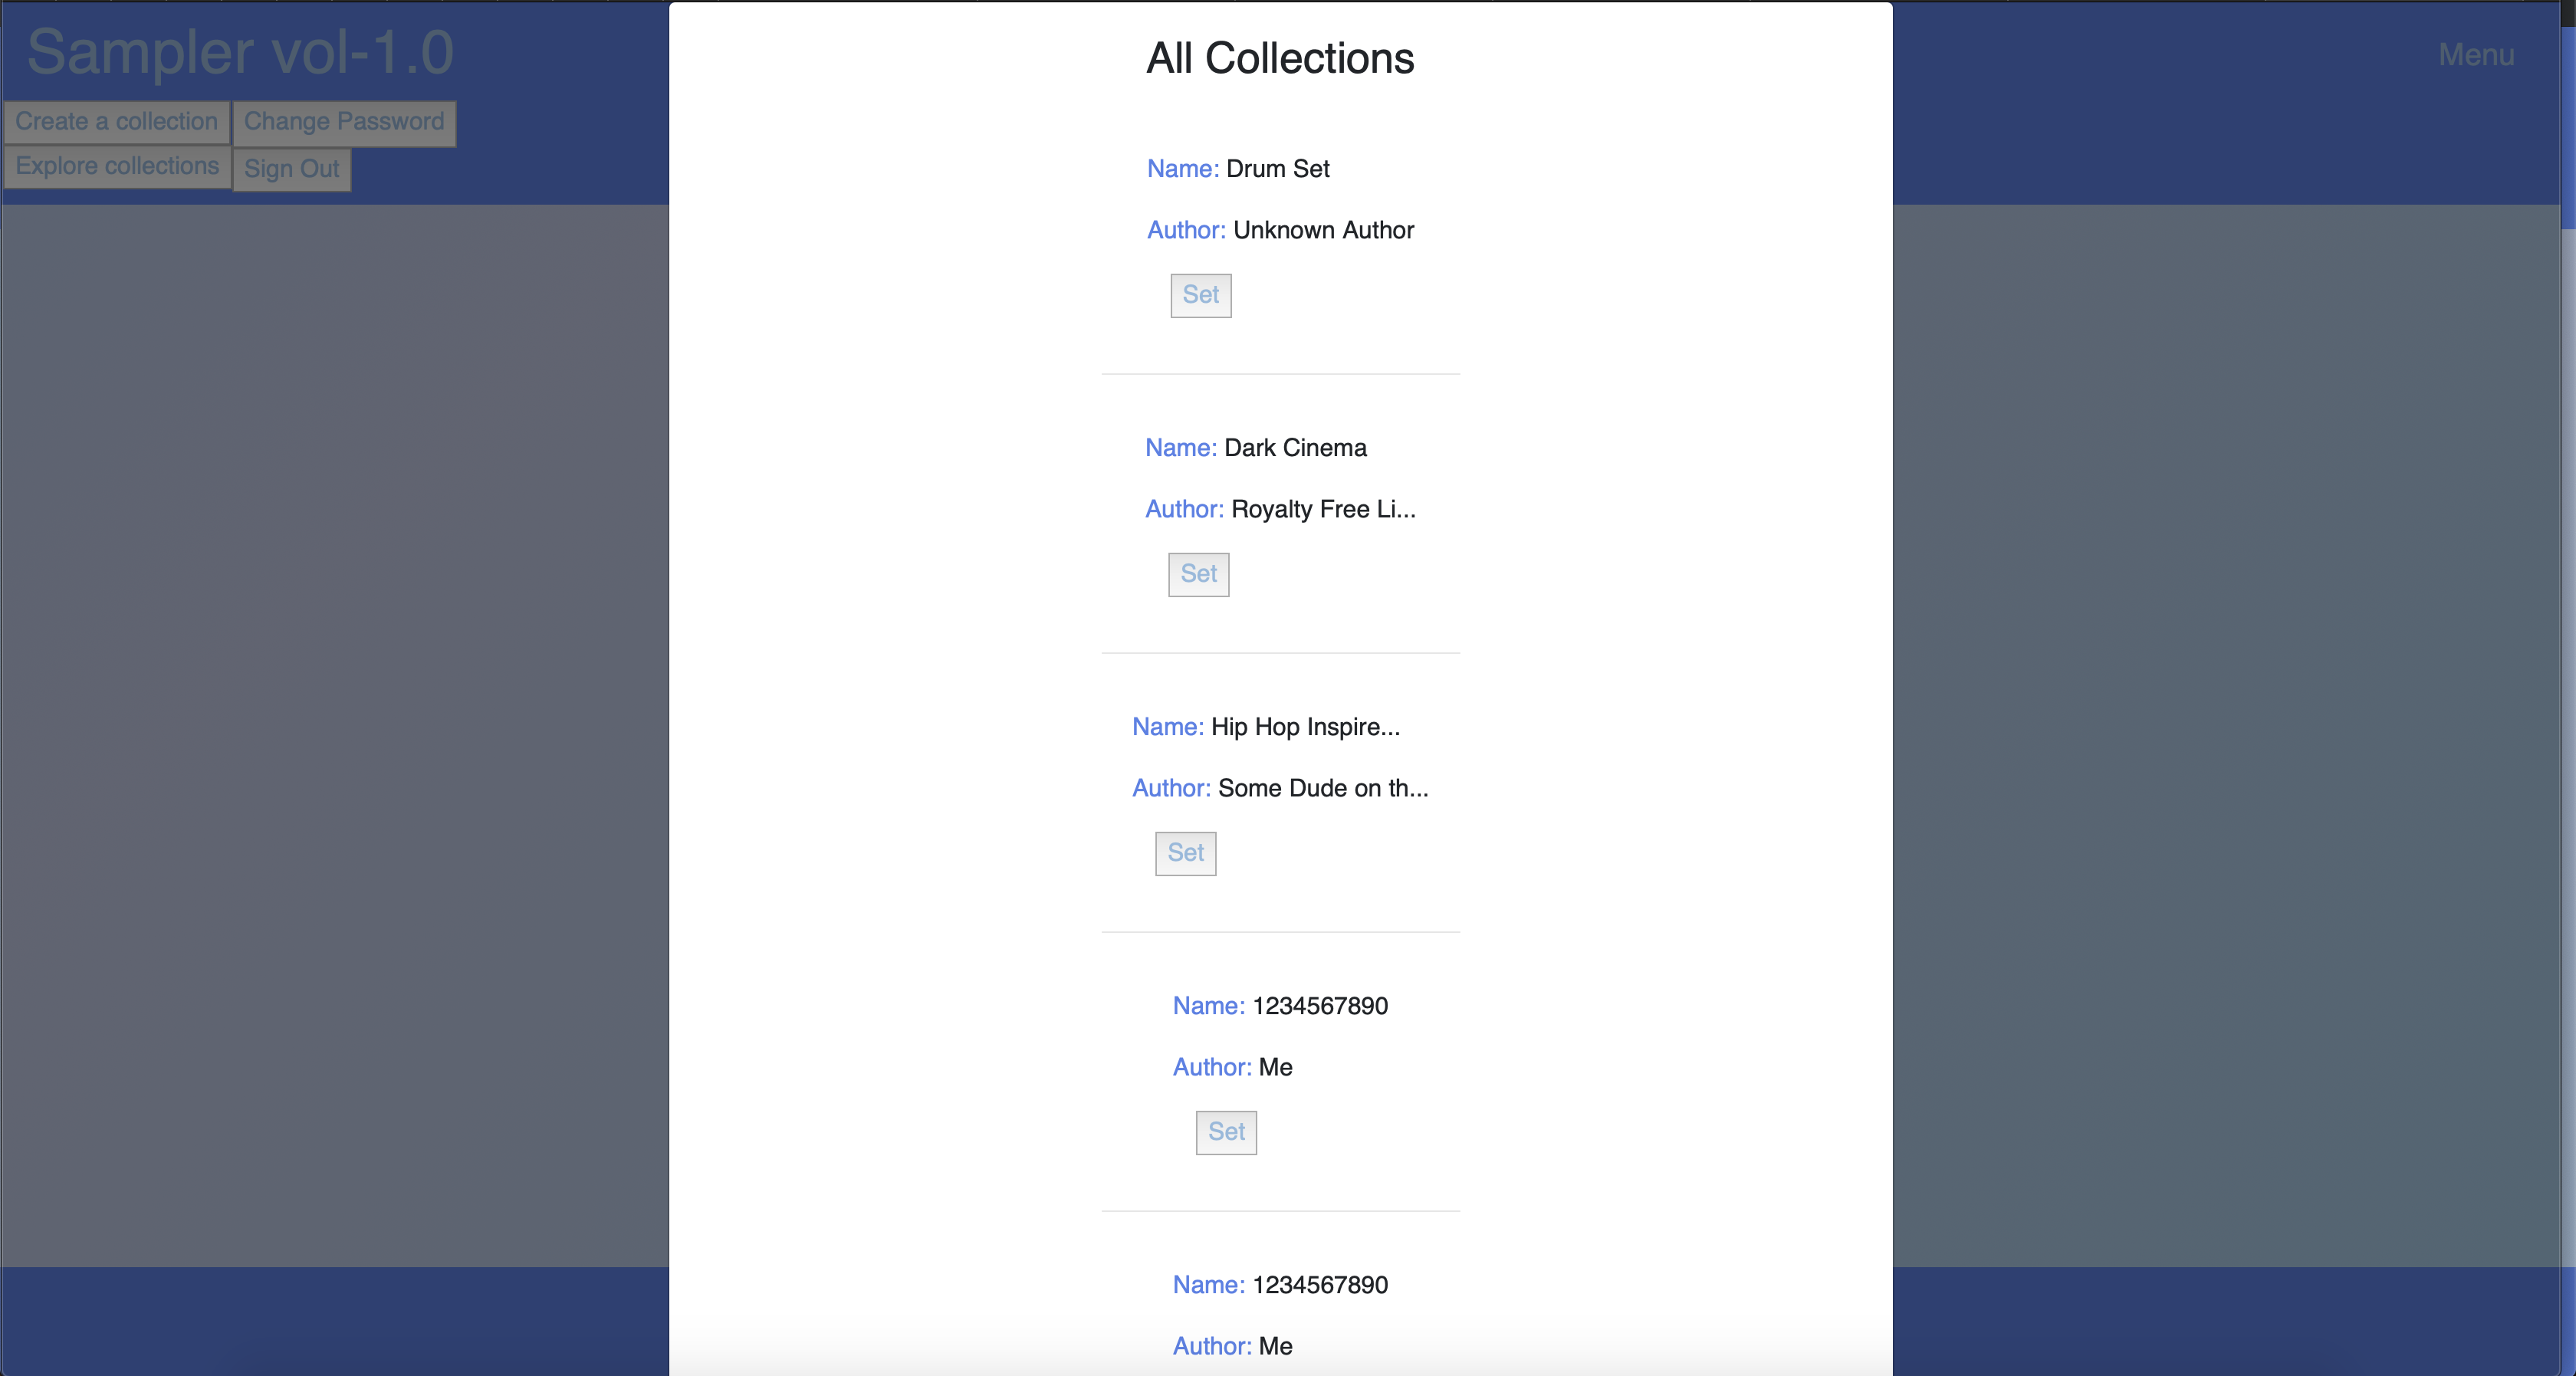 Sampler vol-1.0
Menu
Create a collection
Change Password
Explore collections
Sign Out
All Collections
Name: Drum Set
Author: Unknown Author
Set
Name: Dark Cinema
Author: Royalty Free Li...
Set
Name: Hip Hop Inspire...
Author: Some Dude on th...
Set
Name: 1234567890
Author: Me
Set
Name: 1234567890
Author: Me